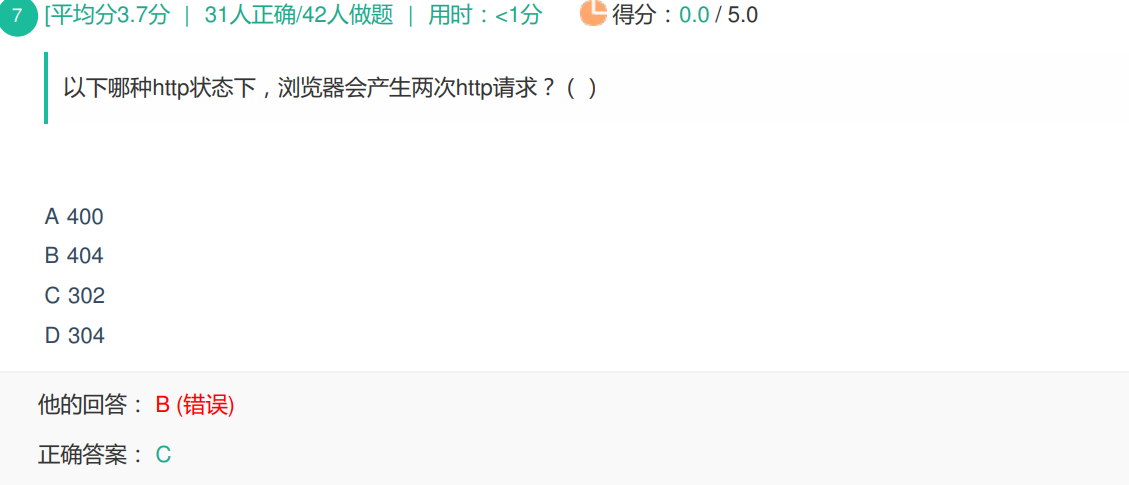 7 [平均分3.7分 | 31人正确/42人做题 | 用时：<1分 得分：0.0 / 5.0
以下哪种http状态下，浏览器会产生两次http请求？（ ）
A 400
B 404
C 302
D 304
他的回答： B (错误)
正确答案： C